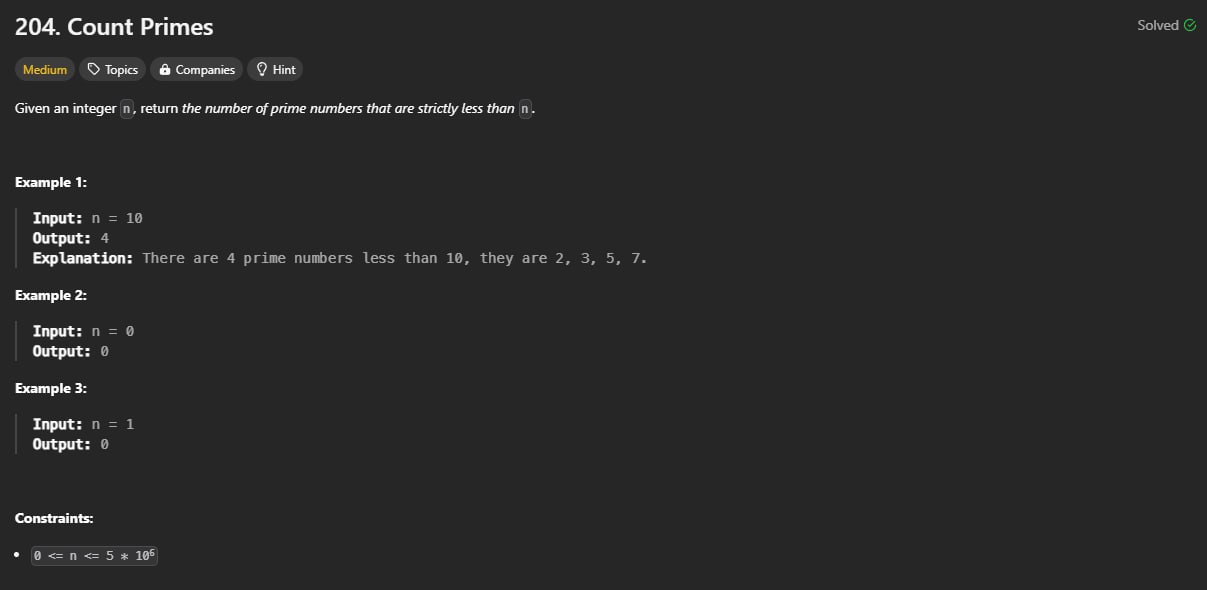 204. Count Primes
Solved
Medium Topics Companies Hint
Given an integer n, return the number of prime numbers that are strictly less than n.
Example 1:
Input: n = 10
Output: 4
Explanation: There are 4 prime numbers less than 10, they are 2, 3, 5, 7.
Example 2:
Input: n = 0
Output: 0
Example 3:
Input: n = 1
Output: 0
Constraints:
• 0 <= n <= 5 * 10⁶